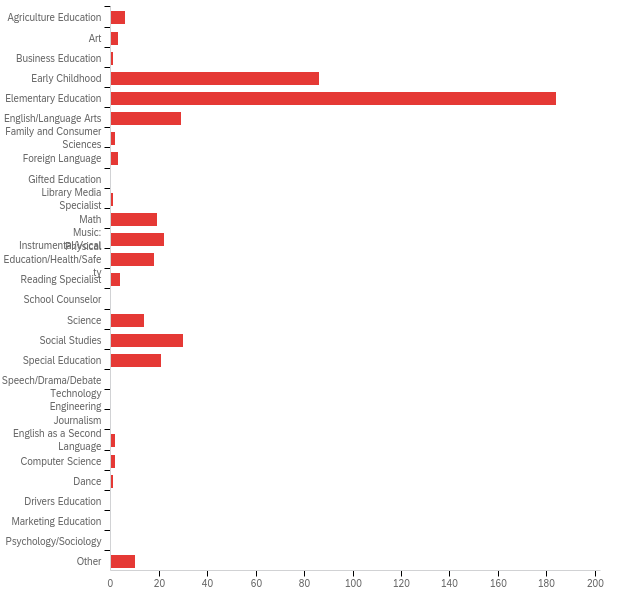 Agriculture Education
Art
Business Education
Early Childhood
Elementary Education
English/Language Arts
Family and Consumer
Sciences
Foreign Language
Gifted Education
Library Media
Specialist
Math
Music:
Instrumental/Vocal
Physical
Education/Health/Safe
ty
Reading Specialist
School Counselor
Science
Social Studies
Special Education
Speech/Drama/Debate
Technology
Engineering
Journalism
English as a Second
Language
Computer Science
Dance
Drivers Education
Marketing Education
Psychology/Sociology
Other
0 20 40 60 80 100 120 140 160 180 200